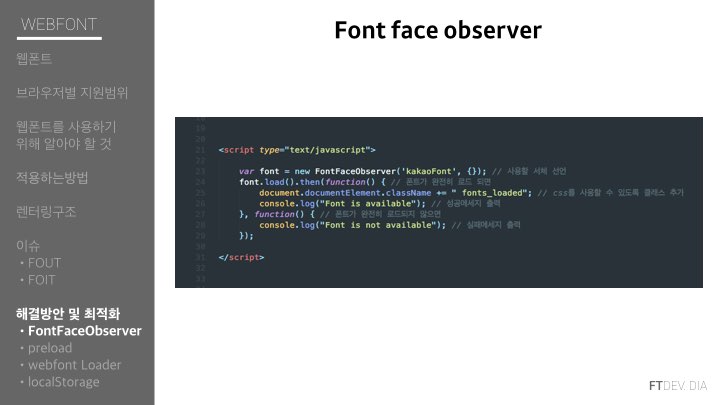 WEBFONT
웹폰트
브라우저별 지원범위
웹폰트를 사용하기
위해 알아야 할 것
적용하는방법
렌터링구조
이슈
・FOUT
・FOIT
해결방안 및 최적화
・FontFaceObserver
・preload
・webfont Loader
・localStorage
Font face observer
19
20
21 <script type="text/javascript">
22
23 var font = new FontFaceObserver('kakaoFont', {}); // 사용할 서체 선언
24 font.load().then(function() { // 폰트가 완전히 로드 되면
25 document.documentElement.className += " fonts_loaded"; // css를 사용할 수 있도록 클래스 추가
26 console.log("Font is available"); // 성공메세지 출력
27 }, function() { // 폰트가 완전히 로드되지 않으면
28 console.log("Font is not available"); // 실패메세지 출력
29 });
30
31 </script>
32
33
FTDEV. DIA